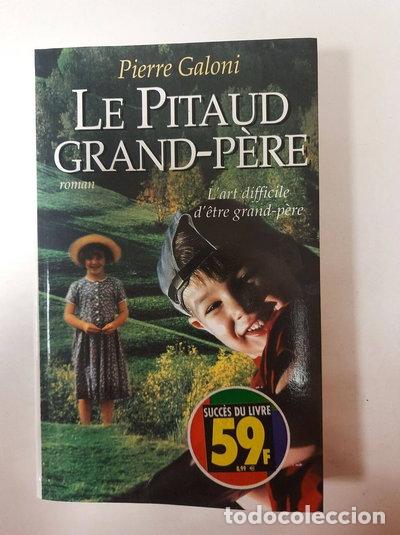 Pierre Galoni
LE PITAUD
GRAND-PÈRE
roman
L'art difficile
d'être grand-père
SUCCÈS DU LIVRE
59F
8,99 €
todocoleccion.net